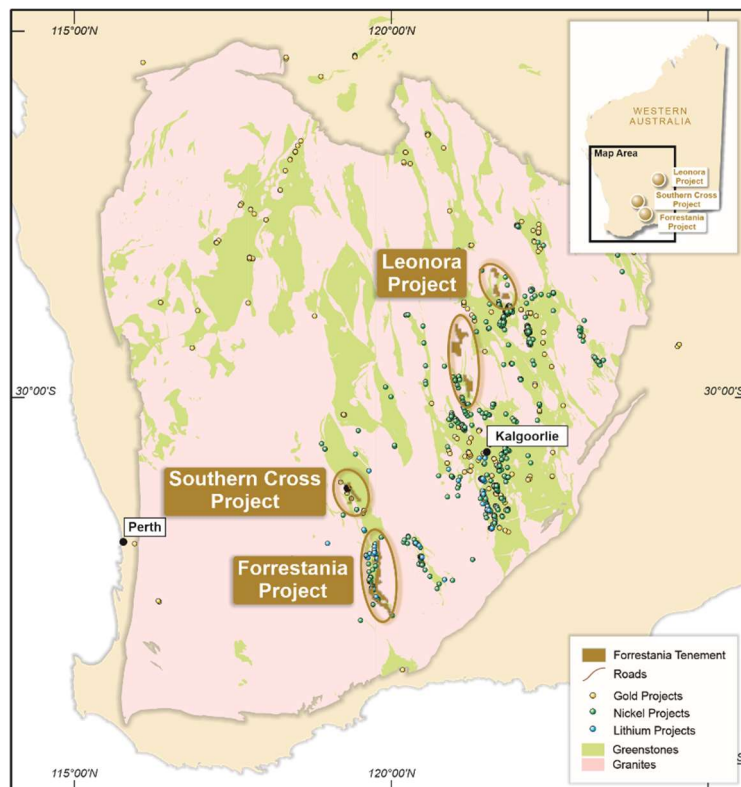 115°00'N
120°00'N
WESTERN
AUSTRALIA
Map Area
Leonora
Project
Southern Cross
Project
Forrestania
Project
Leonora
Project
30°00'S
30°00'S
Kalgoorlie
Southern Cross
Project
Perth
Forrestania
Project
Forrestania Tenement
Roads
Gold Projects
Nickel Projects
Lithium Projects
Greenstones
Granites
115°00'N
120°00'N